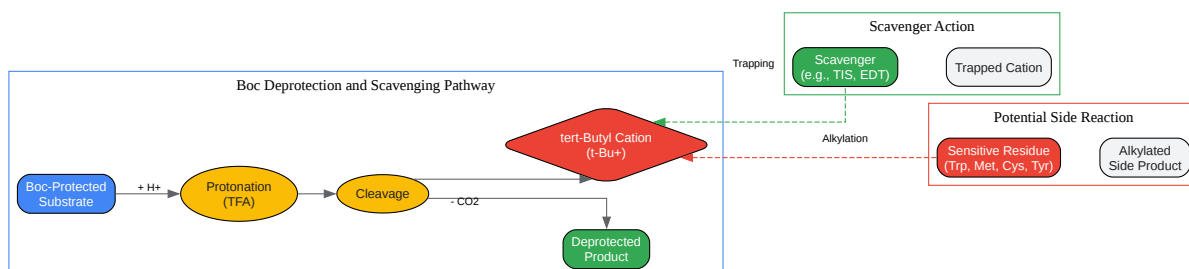 Scavenger Action
Scavenger
(e.g., TIS, EDT)
Trapped Cation
Trapping
Boc Deprotection and Scavenging Pathway
Potential Side Reaction
tert-Butyl Cation
(t-Bu+)
Alkylation
Sensitive Residue
(Trp, Met, Cys, Tyr)
Alkylated
Side Product
Boc-Protected
Substrate
+ H+
Protonation
(TFA)
Cleavage
- CO2
Deprotected
Product